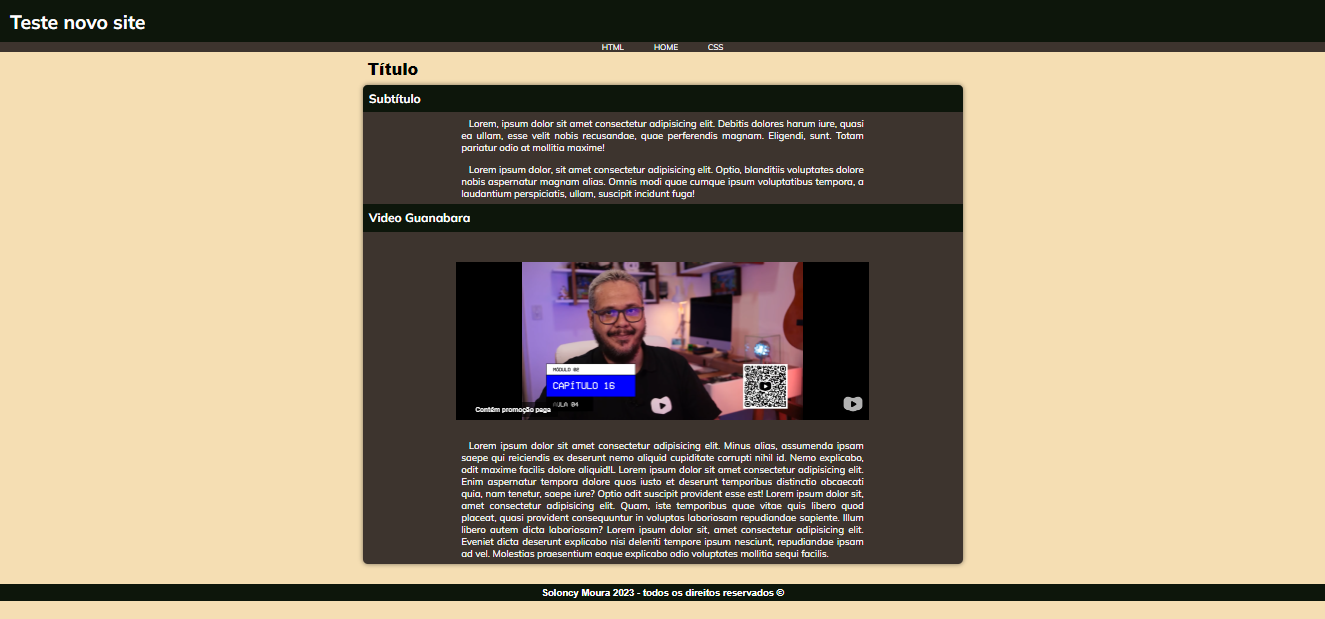 Teste novo site
HTML HOME CSS
Título
Subtítulo
Lorem, ipsum dolor sit amet consectetur adipisicing elit. Debitis dolores harum iure, quasi
ea ullam, esse velit nobis recusandae, quae perferendis magnam. Eligendi, sunt. Totam
pariatur odio at mollitia maxime!
Lorem ipsum dolor, sit amet consectetur adipisicing elit. Optio, blanditiis voluptates dolore
nobis aspernatur magnam alias. Omnis modi quae cumque ipsum voluptatibus tempora, a
laudantium perspiciatis, ullam, suscipit incidunt fuga!
Video Guanabara
MÓDULO 02
CAPÍTULO 16
AULA 04
Contém promoção paga
Lorem ipsum dolor sit amet consectetur adipisicing elit. Minus alias, assumenda ipsam
saepe qui reiciendis ex deserunt nemo aliquid cupiditate corrupti nihil id. Nemo explicabo,
odit maxime facilis dolore aliquid!L Lorem ipsum dolor sit amet consectetur adipisicing elit.
Enim aspernatur tempora dolore quos iusto et deserunt temporibus distinctio obcaecati
quia, nam tenetur, saepe iure? Optio odit suscipit provident esse est! Lorem ipsum dolor sit,
amet consectetur adipisicing elit. Quam, iste temporibus quae vitae quis libero quod
placeat, quasi provident consequuntur in voluptas laboriosam repudiandae sapiente. Illum
libero autem dicta laboriosam? Lorem ipsum dolor sit, amet consectetur adipisicing elit.
Eveniet dicta deserunt explicabo nisi deleniti tempore ipsum nesciunt, repudiandae ipsam
ad vel. Molestias praesentium eaque explicabo odio voluptates mollitia sequi facilis.
Soloncy Moura 2023 - todos os direitos reservados ©